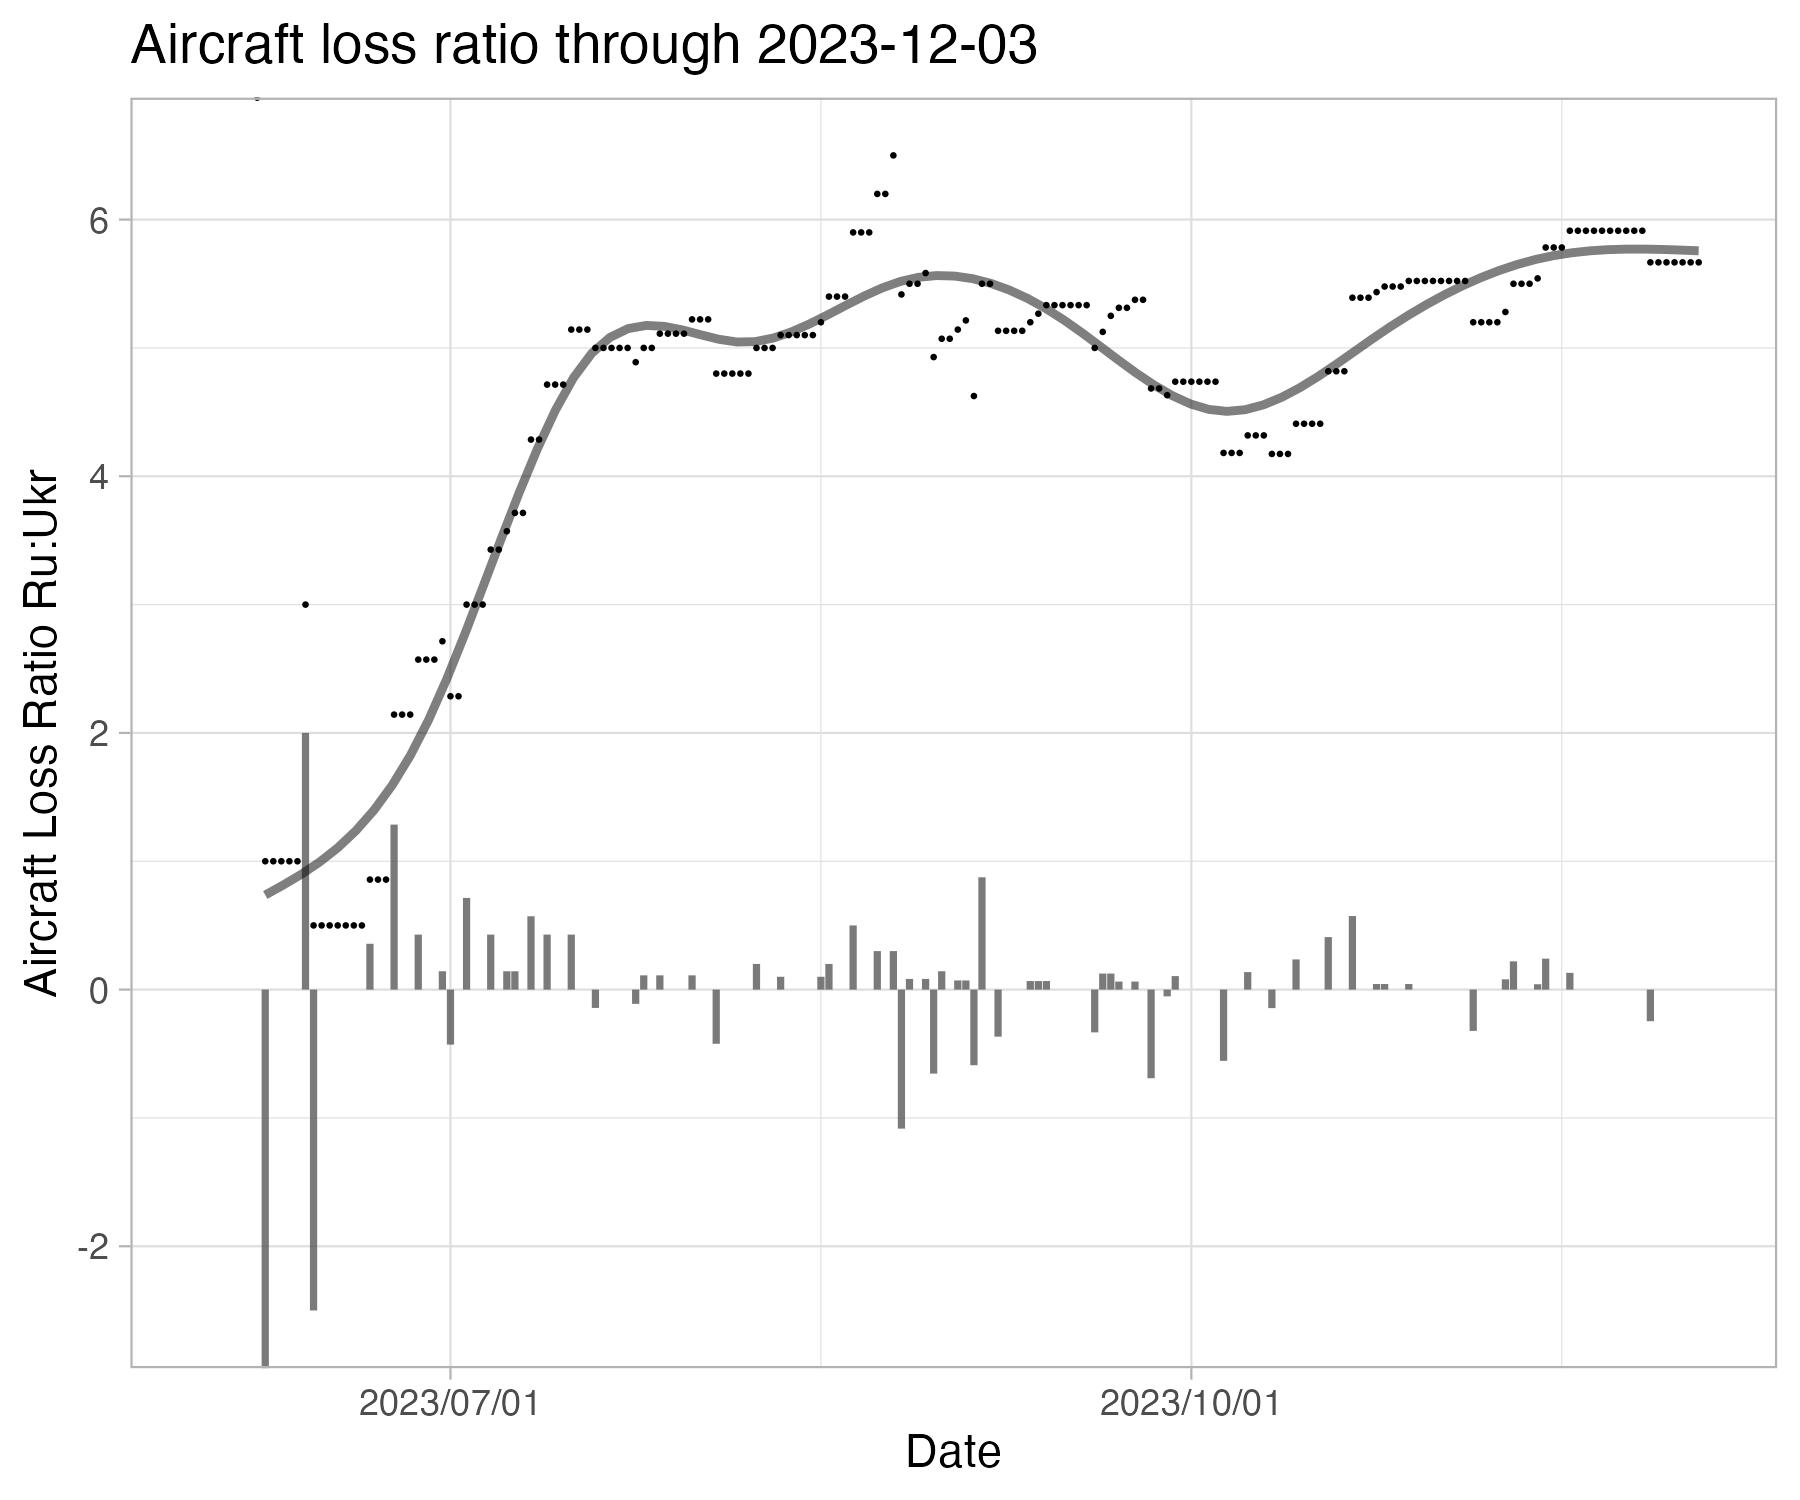 Aircraft loss ratio through 2023-12-03
Aircraft Loss Ratio Ru:Ukr
6
4
2
0
-2
2023/07/01 2023/10/01
Date